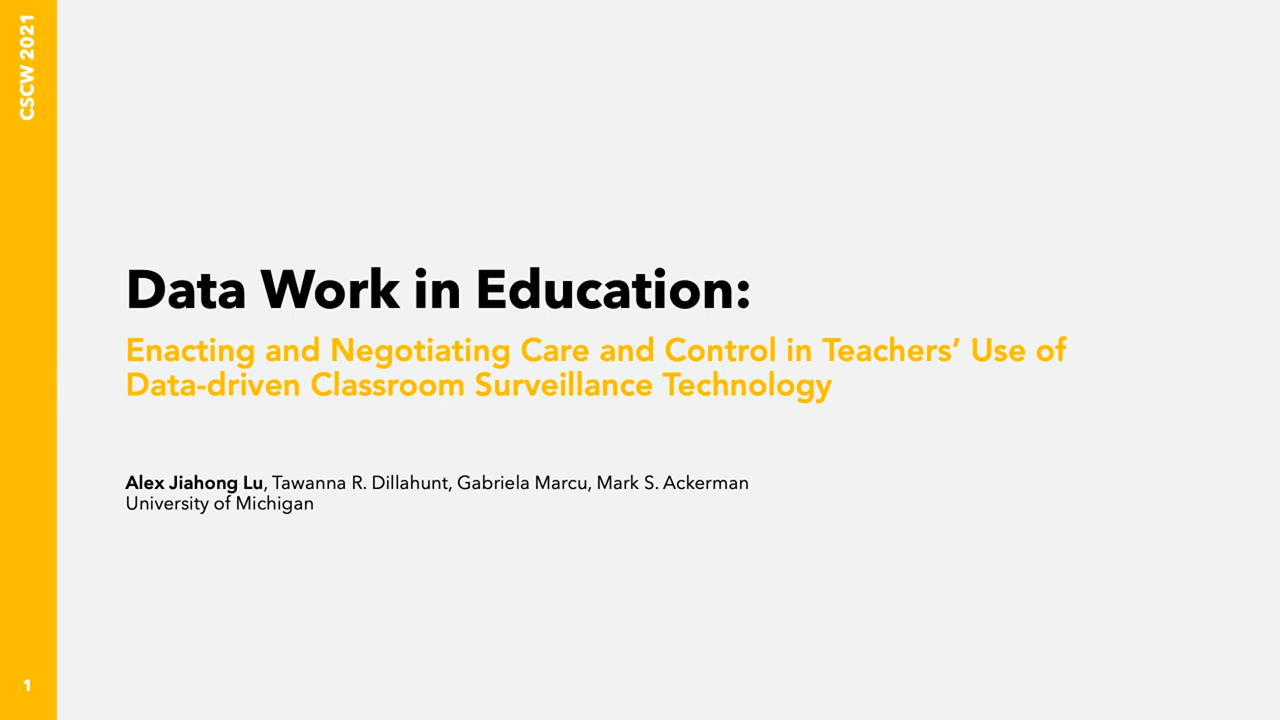 CSCW 2021
Data Work in Education:
Enacting and Negotiating Care and Control in Teachers’ Use of
Data-driven Classroom Surveillance Technology
Alex Jiahong Lu, Tawanna R. Dillahunt, Gabriela Marcu, Mark S. Ackerman
University of Michigan
1